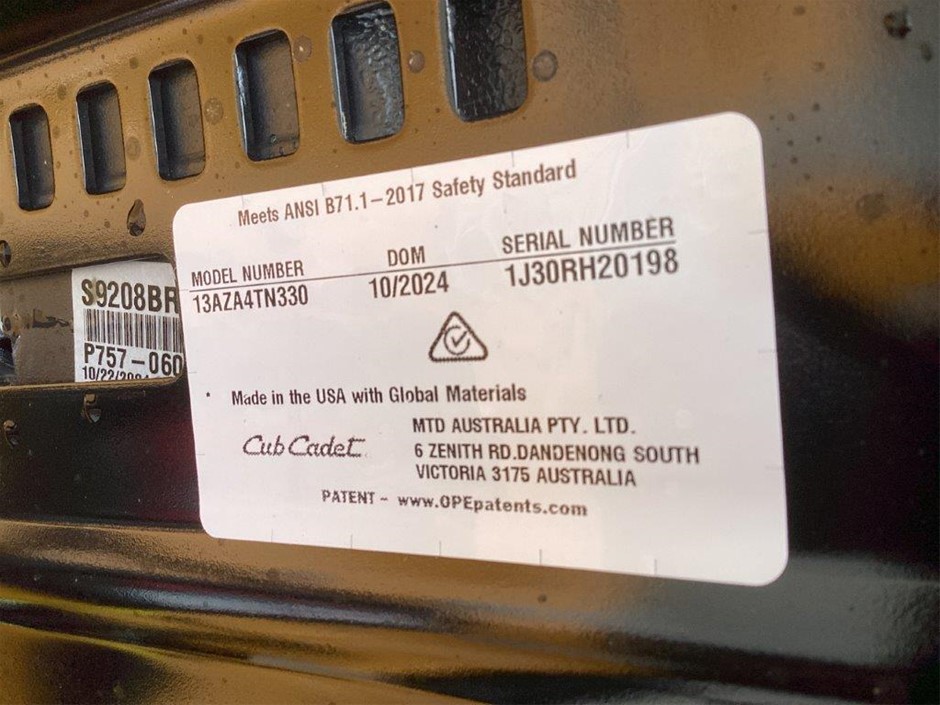 Meets ANSI B71.1-2017 Safety Standard
MODEL NUMBER DOM SERIAL NUMBER
13AZA4TN330 10/2024 1J30RH20198
S9208BR
P757-060
Made in the USA with Global Materials
Cub Cadet
MTD AUSTRALIA PTY. LTD.
6 ZENITH RD.DANDENONG SOUTH
VICTORIA 3175 AUSTRALIA
PATENT - www.OPEpatents.com